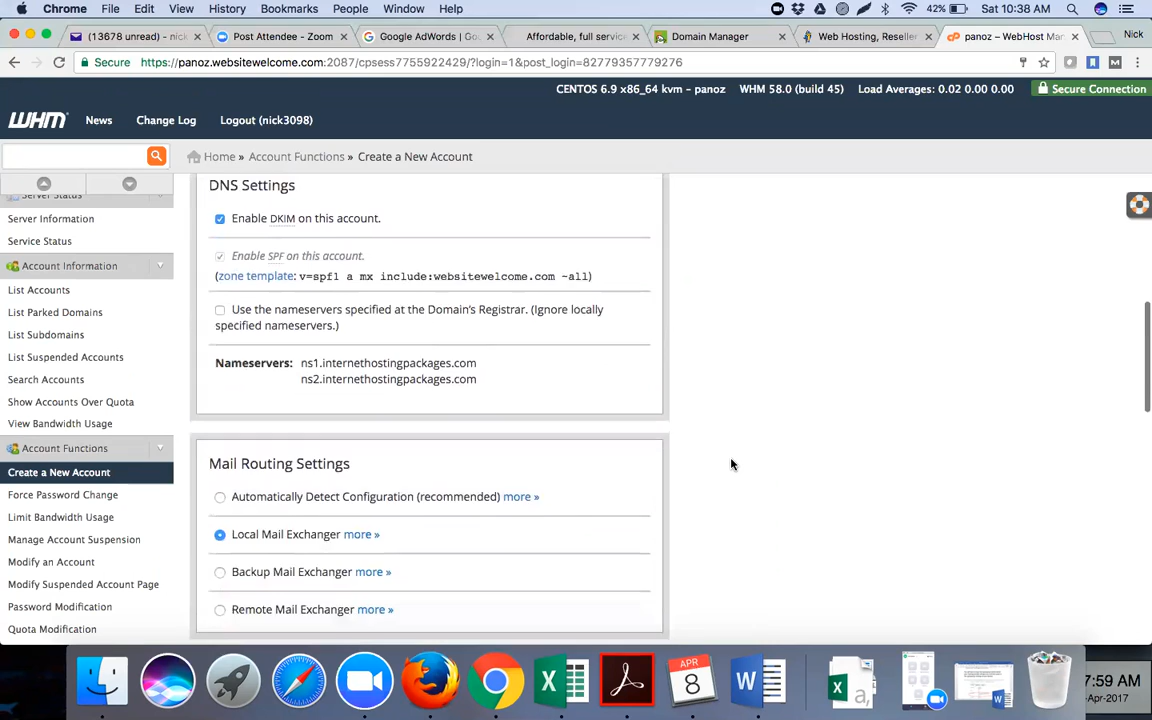 Chrome File Edit View History Bookmarks People Window Help 42% Sat 10:38 AM
(13678 unread) - nick Post Attendee - Zoom Google AdWords | G Affordable, full servic Domain Manager Web Hosting, Reseller panoz – WebHost Man Nick
Secure https://panoz.websitewelcome.com:2087/cpsess7755922429/?login=1&post_login=82779357779276
CENTOS 6.9 x86_64 kvm - panoz WHM 58.0 (build 45) Load Averages: 0.02 0.00 0.00 Secure Connection
WHM News Change Log Logout (nick3098)
Home » Account Functions » Create a New Account
Server Status
Server Information
Service Status
Account Information
List Accounts
List Parked Domains
List Subdomains
List Suspended Accounts
Search Accounts
Show Accounts Over Quota
View Bandwidth Usage
Account Functions
Create a New Account
Force Password Change
Limit Bandwidth Usage
Manage Account Suspension
Modify an Account
Modify Suspended Account Page
Password Modification
Quota Modification
DNS Settings
Enable DKIM on this account.
Enable SPF on this account.
(zone template: v=spf1 a mx include:websitewelcome.com -all)
Use the nameservers specified at the Domain's Registrar. (Ignore locally
specified nameservers.)
Nameservers: ns1.internethostingpackages.com
ns2.internethostingpackages.com
Mail Routing Settings
Automatically Detect Configuration (recommended) more »
Local Mail Exchanger more »
Backup Mail Exchanger more »
Remote Mail Exchanger more »
APR
8
a,
7:59 AM
-Apr-2017